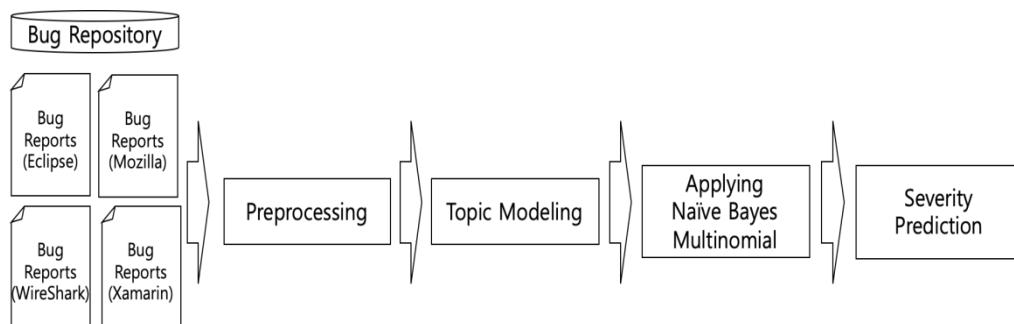 Bug Repository
Bug
Reports
(Eclipse)
Bug
Reports
(Mozilla)
Bug
Reports
(WireShark)
Bug
Reports
(Xamarin)
Preprocessing
Topic Modeling
Applying
Naïve Bayes
Multinomial
Severity
Prediction